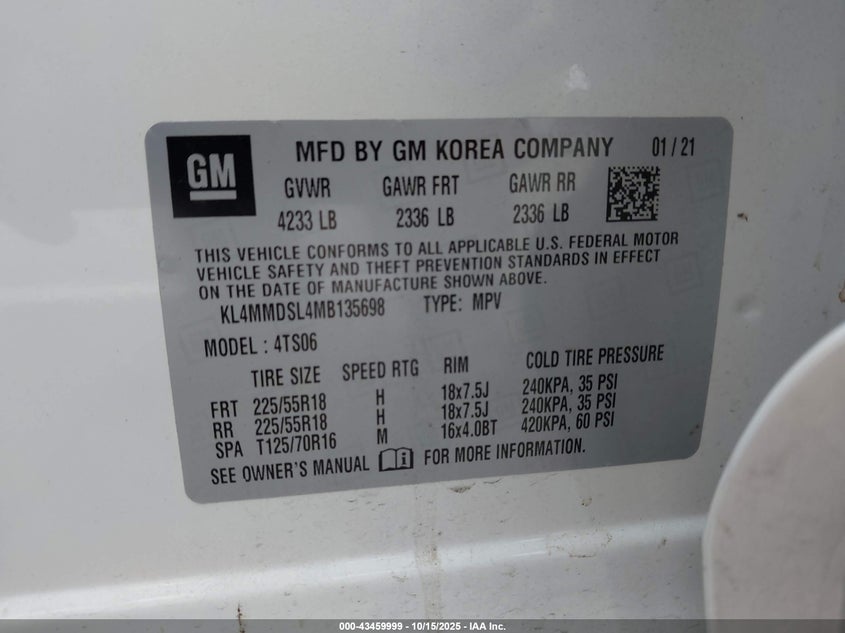 GM
MFD BY GM KOREA COMPANY 01 / 21
GVWR GAWR FRT GAWR RR
4233 LB 2336 LB 2336 LB
THIS VEHICLE CONFORMS TO ALL APPLICABLE U.S. FEDERAL MOTOR
VEHICLE SAFETY AND THEFT PREVENTION STANDARDS IN EFFECT
ON THE DATE OF MANUFACTURE SHOWN ABOVE.
KL4MMDSL4MB135698 TYPE: MPV
MODEL : 4TS06
TIRE SIZE SPEED RTG RIM COLD TIRE PRESSURE
FRT 225/55R18 H 18x7.5J 240KPA, 35 PSI
RR 225/55R18 H 18x7.5J 240KPA, 35 PSI
SPA T125/70R16 M 16x4.0BT 420KPA, 60 PSI
SEE OWNER'S MANUAL FOR MORE INFORMATION.
000-43459999 - 10/15/2025 - IAA Inc.